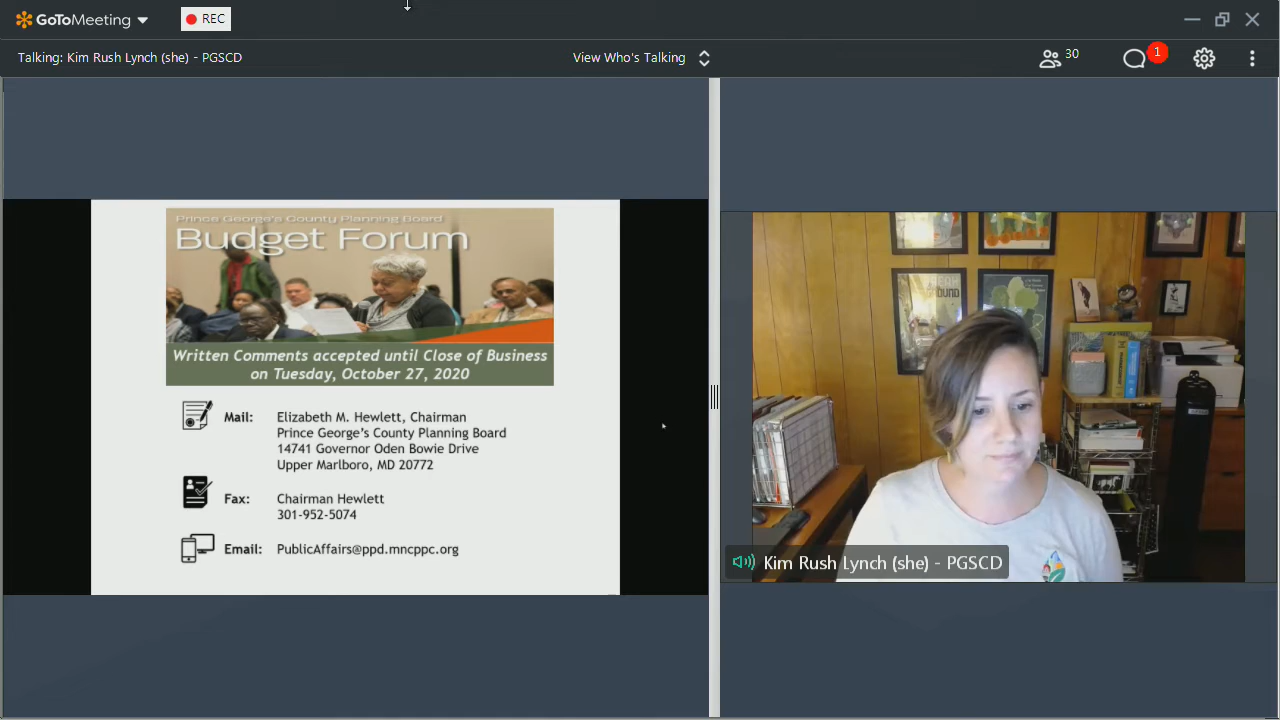 GoToMeeting
REC
Talking: Kim Rush Lynch (she) - PGSCD
View Who's Talking
30
1
Prince George's County Planning Board
Budget Forum
Written Comments accepted until Close of Business
on Tuesday, October 27, 2020
Mail: Elizabeth M. Hewlett, Chairman
Prince George's County Planning Board
14741 Governor Oden Bowie Drive
Upper Marlboro, MD 20772
Fax: Chairman Hewlett
301-952-5074
Email: PublicAffairs@ppd.mncppc.org
Kim Rush Lynch (she) - PGSCD